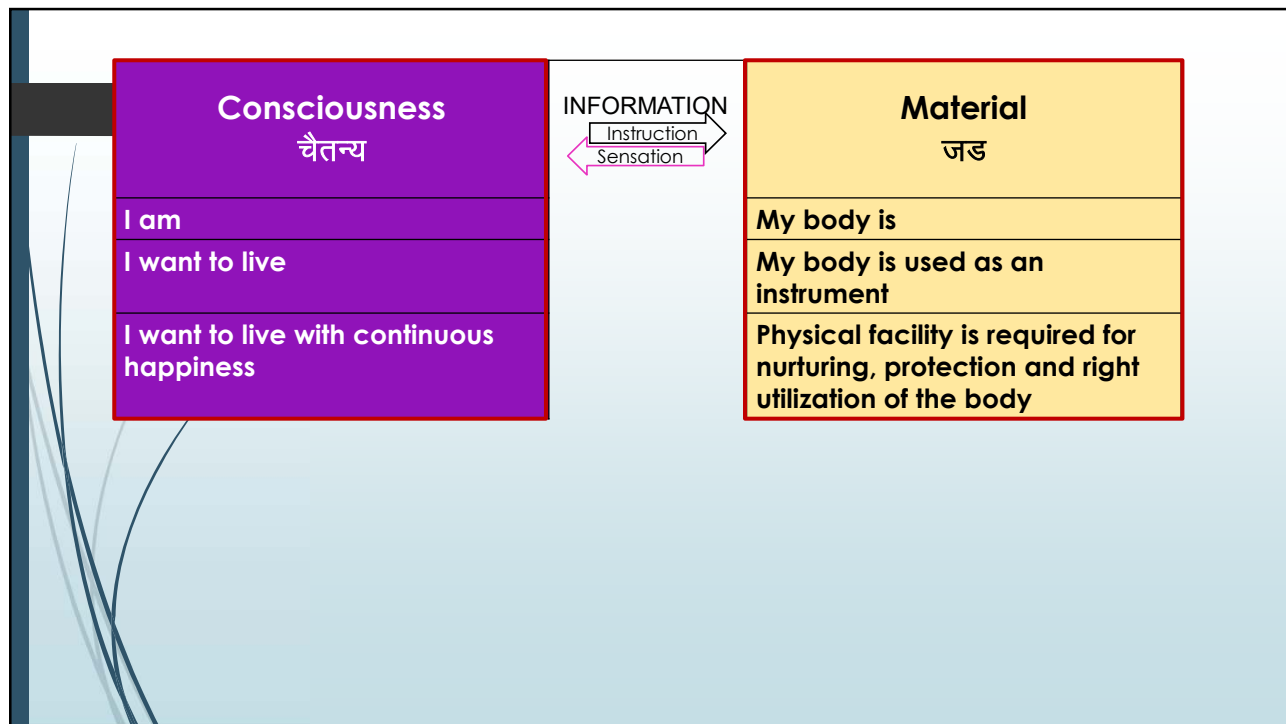 Consciousness
चैतन्य
INFORMATION
Instruction
Sensation
Material
जड
I am
My body is
I want to live
My body is used as an
instrument
I want to live with continuous
happiness
Physical facility is required for
nurturing, protection and right
utilization of the body